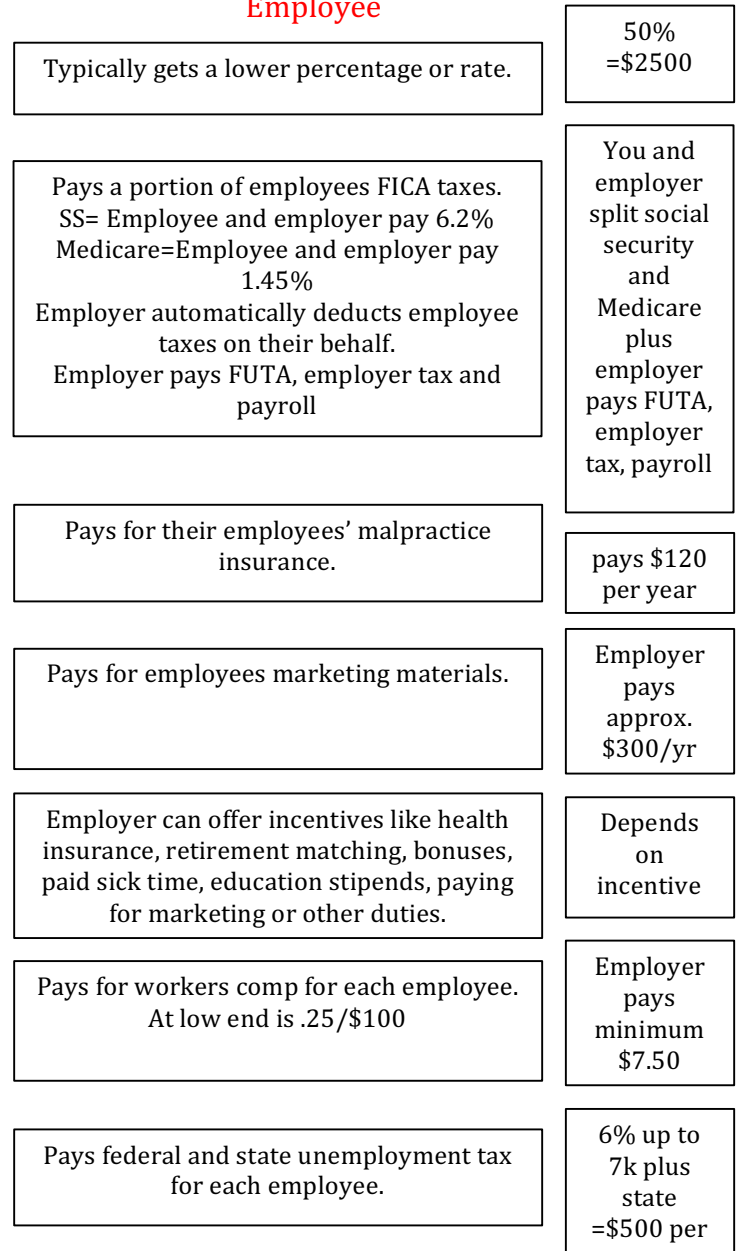 Employee
Typically gets a lower percentage or rate.
50%
=$2500
Pays a portion of employees FICA taxes.
SS= Employee and employer pay 6.2%
Medicare=Employee and employer pay
1.45%
Employer automatically deducts employee
taxes on their behalf.
Employer pays FUTA, employer tax and
payroll
You and
employer
split social
security
and
Medicare
plus
employer
pays FUTA,
employer
tax, payroll
Pays for their employees’ malpractice
insurance.
pays $120
per year
Pays for employees marketing materials.
Employer
pays
approx.
$300/yr
Employer can offer incentives like health
insurance, retirement matching, bonuses,
paid sick time, education stipends, paying
for marketing or other duties.
Depends
on
incentive
Pays for workers comp for each employee.
At low end is .25/$100
Employer
pays
minimum
$7.50
Pays federal and state unemployment tax
for each employee.
6% up to
7k plus
state
=$500 per